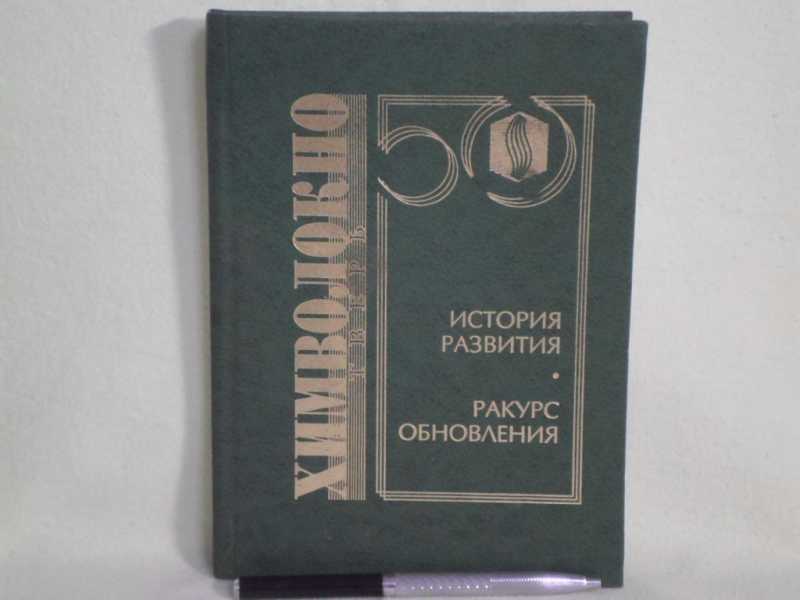 ХИМВОЛОКНО
ТВЕРЬ
50
ИСТОРИЯ
РАЗВИТИЯ
•
РАКУРС
ОБНОВЛЕНИЯ